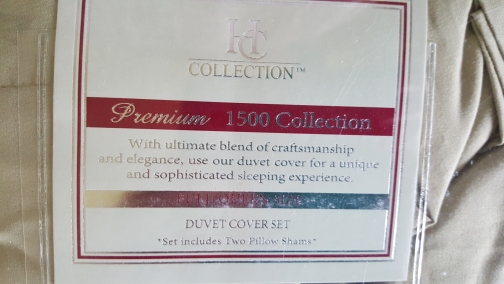 HC
COLLECTION™
Premium 1500 Collection
With ultimate blend of craftsmanship
and elegance, use our duvet cover for a unique
and sophisticated sleeping experience.
DUVET COVER SET
*Set includes Two Pillow Shams*